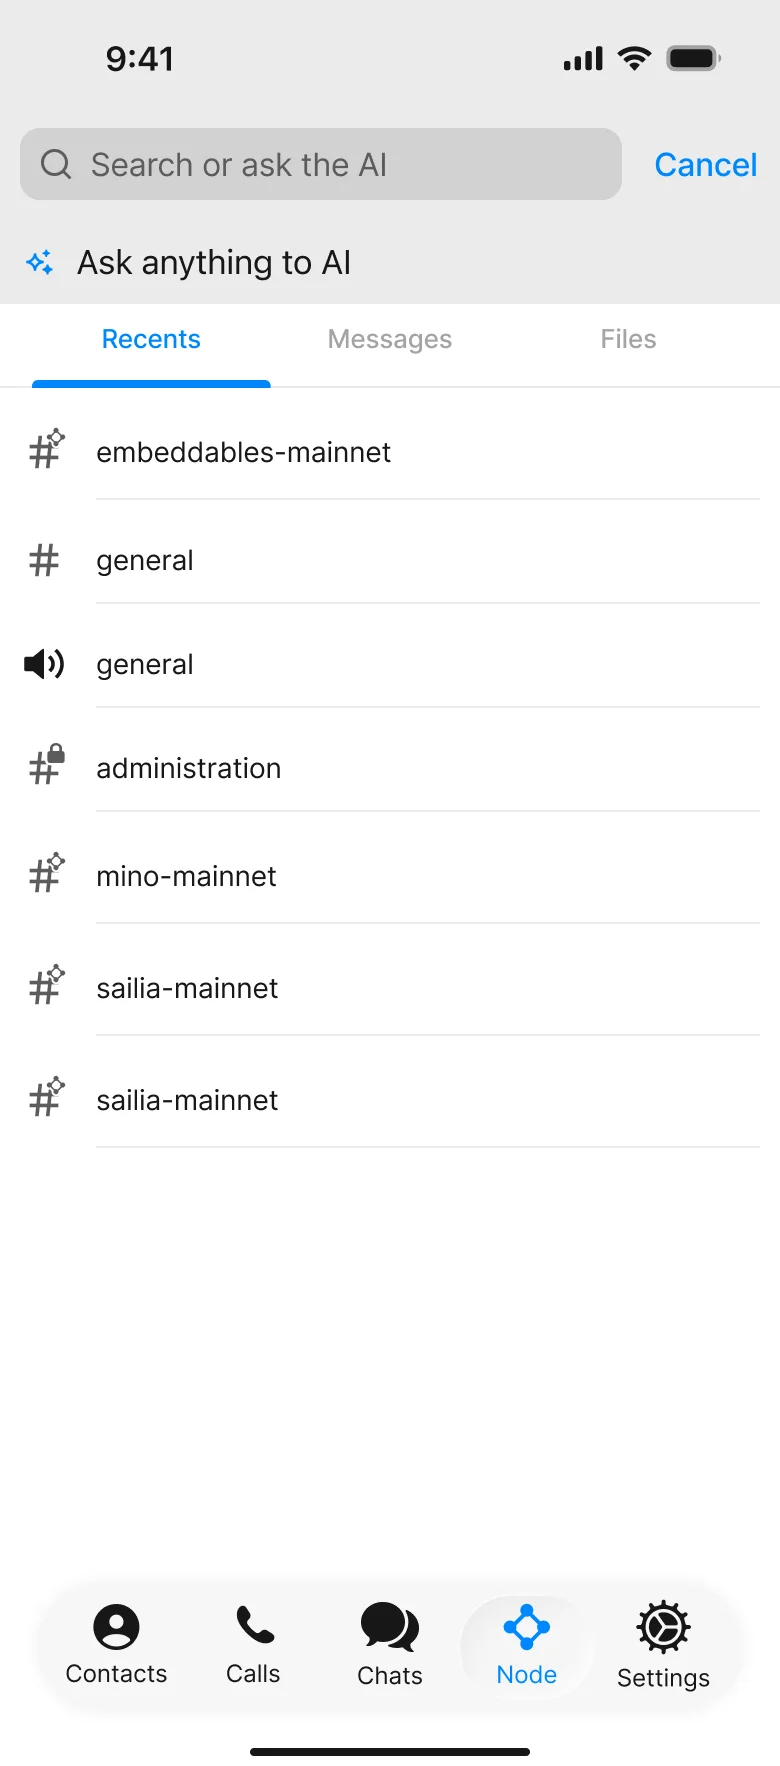 9:41
Search or ask the AI
Cancel
Ask anything to AI
Recents
Messages
Files
embeddables-mainnet
general
general
administration
mino-mainnet
sailia-mainnet
sailia-mainnet
Contacts
Calls
Chats
Node
Settings